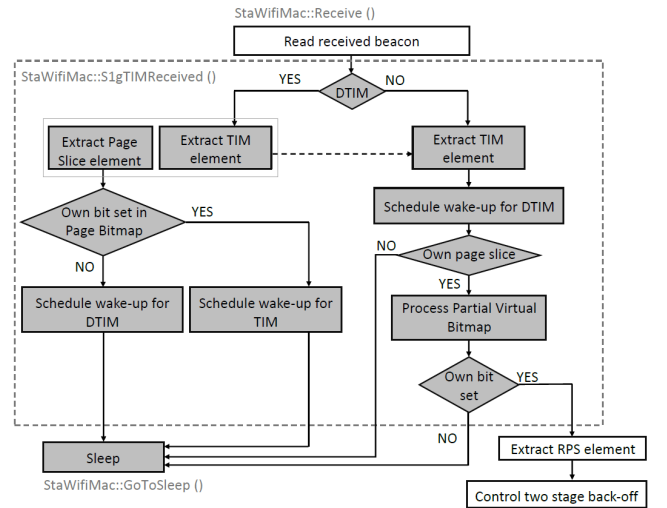 StaWifiMac::Receive ()
Read received beacon
StaWifiMac::S1gTIMReceived ()
YES
DTIM
NO
Extract Page
Slice element
Extract TIM
element
Extract TIM
element
Schedule wake-up for DTIM
Own bit set in
Page Bitmap
YES
NO
Own page slice
NO
YES
Schedule wake-up for
DTIM
Schedule wake-up for
TIM
Process Partial Virtual
Bitmap
Own bit
set
YES
NO
Sleep
Extract RPS element
StaWifiMac::GoToSleep ()
Control two stage back-off